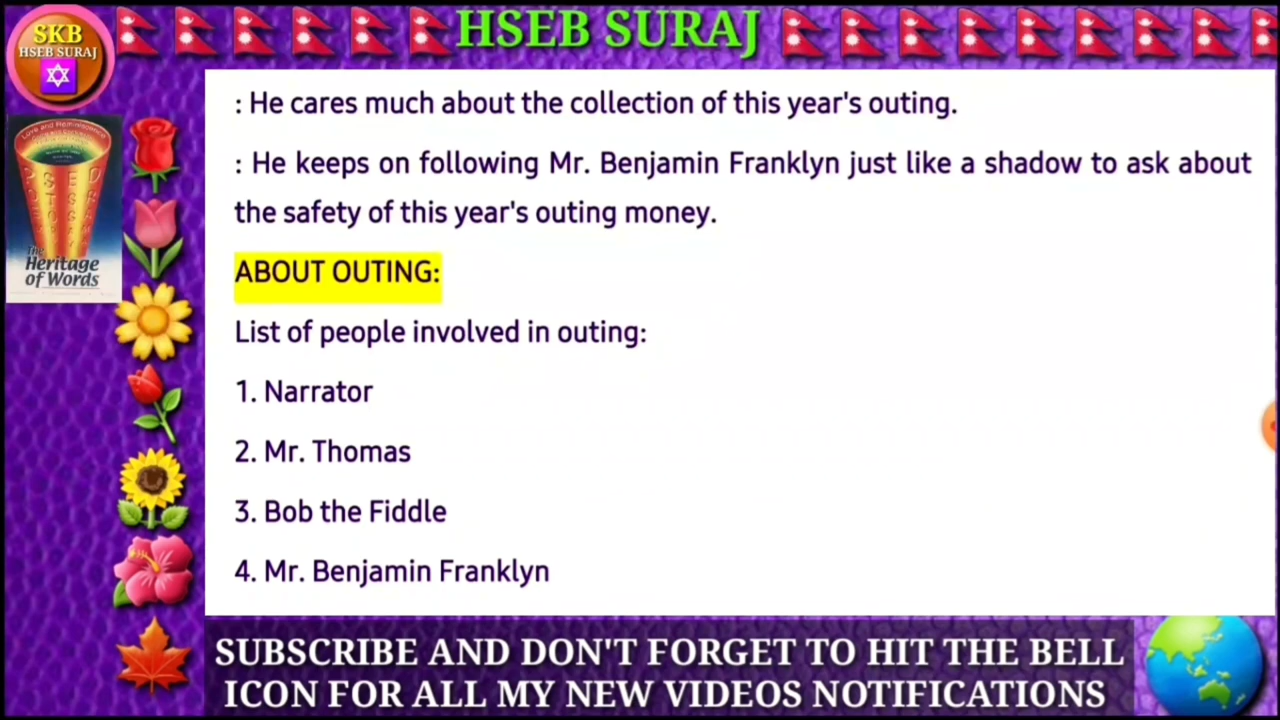 HSEB SURAJ
SKB
HSEB SURAJ
: He cares much about the collection of this year's outing.
: He keeps on following Mr. Benjamin Franklyn just like a shadow to ask about
the safety of this year's outing money.
The
Heritage
of Words
ABOUT OUTING:
List of people involved in outing:
1. Narrator
2. Mr. Thomas
3. Bob the Fiddle
4. Mr. Benjamin Franklyn
SUBSCRIBE AND DON'T FORGET TO HIT THE BELL
ICON FOR ALL MY NEW VIDEOS NOTIFICATIONS